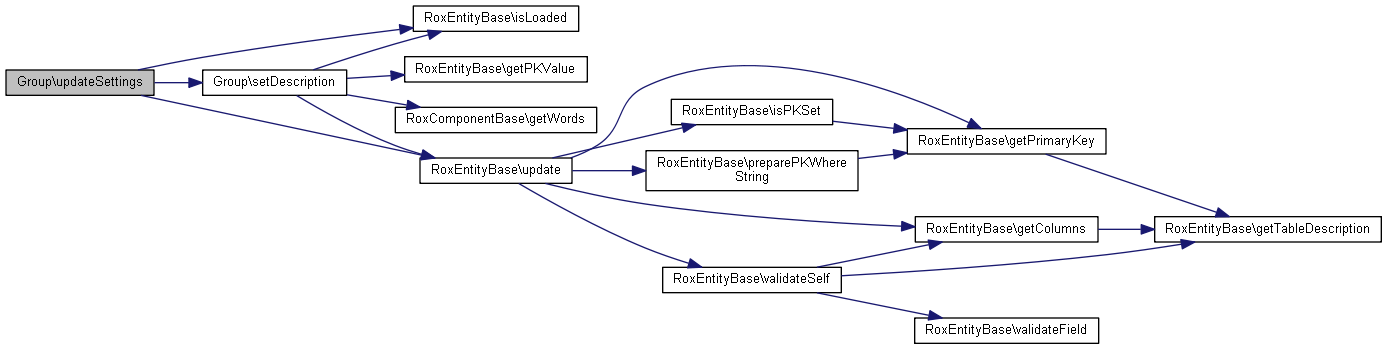 RoxEntityBase\isLoaded
Group\updateSettings
Group\setDescription
RoxEntityBase\getPKValue
RoxComponentBase\getWords
RoxEntityBase\update
RoxEntityBase\isPKSet
RoxEntityBase\preparePKWhere
String
RoxEntityBase\getPrimaryKey
RoxEntityBase\getColumns
RoxEntityBase\getTableDescription
RoxEntityBase\validateSelf
RoxEntityBase\validateField